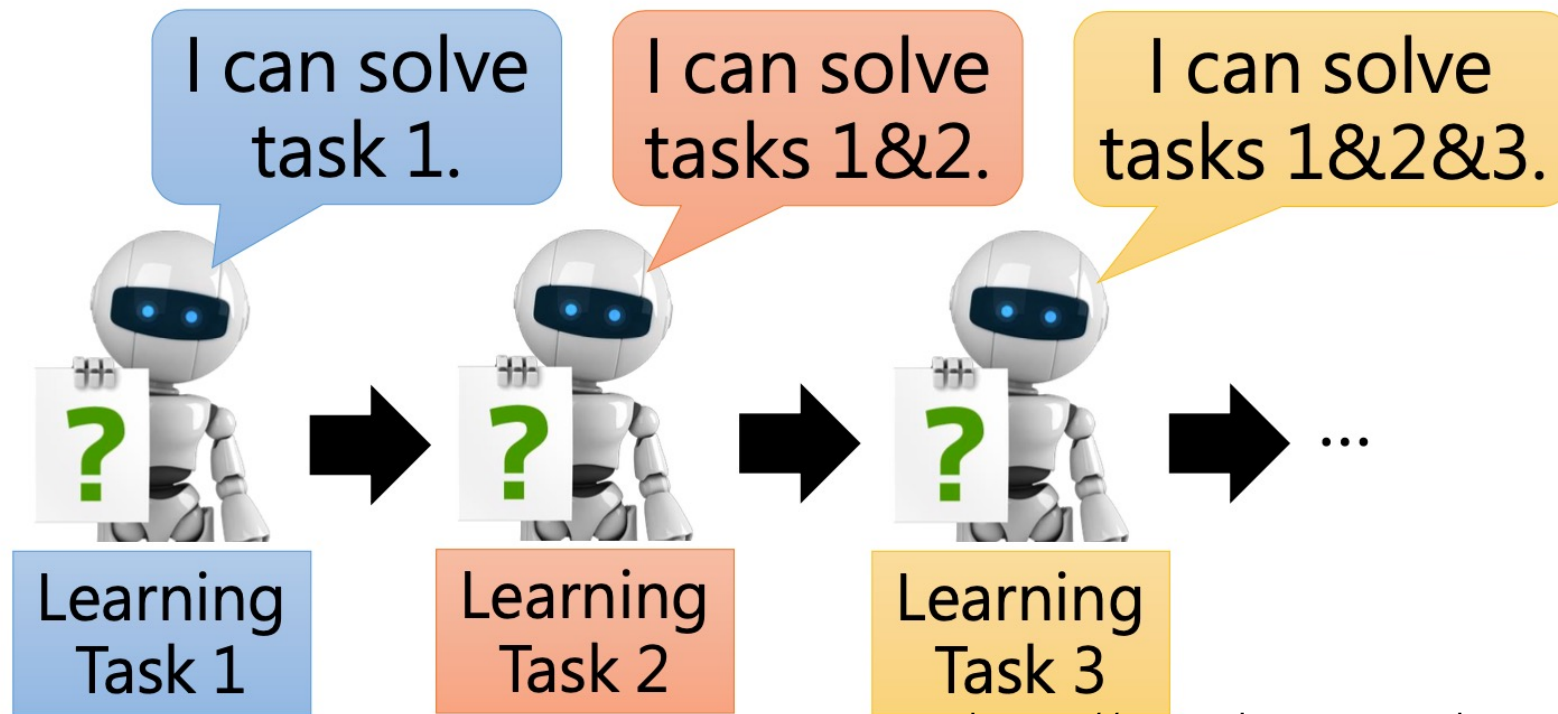 I can solve
task 1.
I can solve
tasks 1&2.
I can solve
tasks 1&2&3.
?
?
?
...
Learning
Task 1
Learning
Task 2
Learning
Task 3